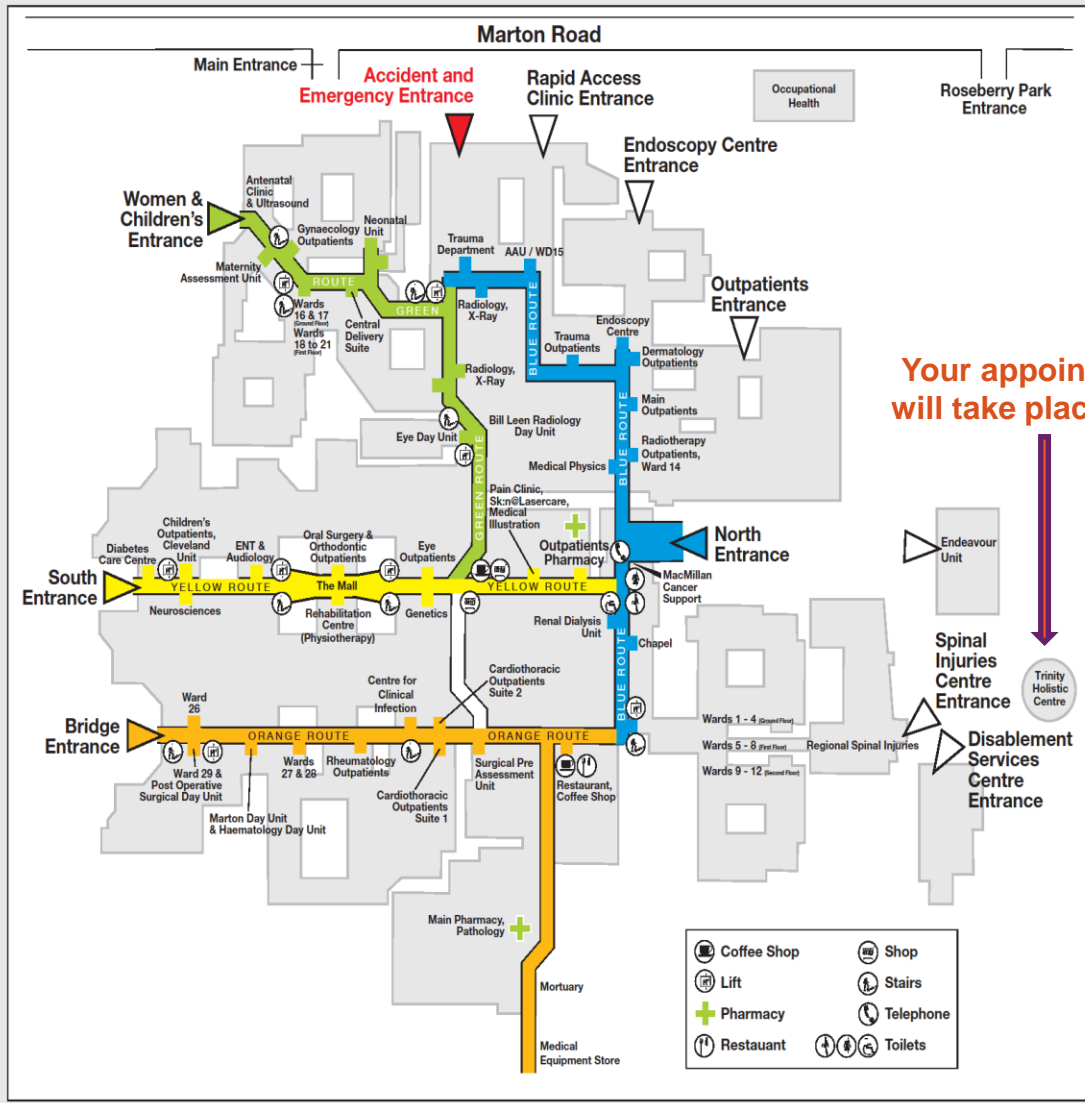 Marton Road
Main Entrance
Accident and
Emergency Entrance
Rapid Access
Clinic Entrance
Occupational
Health
Roseberry Park
Entrance
Endoscopy Centre
Entrance
Antenatal
Clinic
& Ultrasound
Women &
Children's
Entrance
Gynaecology
Outpatients
Neonatal
Unit
Trauma
Department
AAU / WD15
Maternity
Assessment Unit
ROUTE
GREEN
Wards
16 & 17
(Ground Floor)
Wards
18 to 21
(First Floor)
Central
Delivery
Suite
Radiology,
X-Ray
BLUE ROUTE
Outpatients
Entrance
Endoscopy
Centre
Trauma
Outpatients
Dermatology
Outpatients
Your appoin
will take plac
Radiology,
X-Ray
Main
Outpatients
Bill Leen Radiology
Day Unit
Eye Day Unit
BLUE ROUTE
Radiotherapy
Outpatients,
Ward 14
Medical Physics
GREEN ROUTE
Pain Clinic,
Sk:n@Lasercare,
Medical
Illustration
Children's
Outpatients,
Cleveland
Unit
Diabetes
Care Centre
ENT &
Audiology
Oral Surgery &
Orthodontic
Outpatients
Eye
Outpatients
Outpatients
Pharmacy
North
Entrance
Endeavour
Unit
South
Entrance
YELLOW ROUTE
The Mall
YELLOW ROUTE
MacMillan
Cancer
Support
Neurosciences
Rehabilitation
Centre
(Physiotherapy)
Genetics
Renal Dialysis
Unit
Chapel
BLUE ROUTE
Spinal
Injuries
Centre
Entrance
Trinity
Holistic
Centre
Ward
26
Centre for
Clinical
Infection
Cardiothoracic
Outpatients
Suite 2
Bridge
Entrance
ORANGE ROUTE
ORANGE ROUTE
Wards 1 - 4 (Ground Floor)
Wards 5 - 8 (First Floor)
Regional Spinal Injuries
Wards 9 - 12 (Second Floor)
Disablement
Services
Centre
Entrance
Ward 29 &
Post Operative
Surgical Day Unit
Wards
27 & 28
Rheumatology
Outpatients
Surgical Pre
Assessment
Unit
Restaurant,
Coffee Shop
Marton Day Unit
& Haematology Day Unit
Cardiothoracic
Outpatients
Suite 1
Main Pharmacy,
Pathology
Mortuary
Medical
Equipment Store
Coffee Shop
Shop
Lift
Stairs
Pharmacy
Telephone
Restauant
Toilets